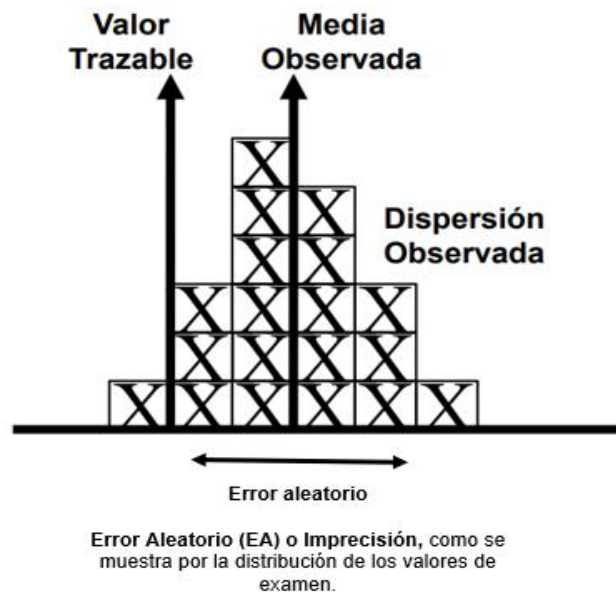 Valor
Trazable
Media
Observada
X
X X
Dispersión
Observada
X X
X X X X
X X X X
X X X X X X
Error aleatorio
Error Aleatorio (EA) o Imprecisión, como se
muestra por la distribución de los valores de
examen.